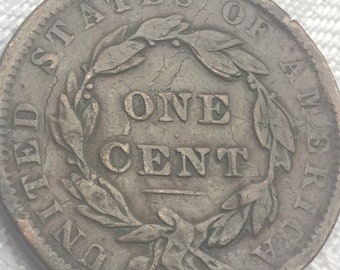 UNITED STATES OF AMERICA
ONE
CENT